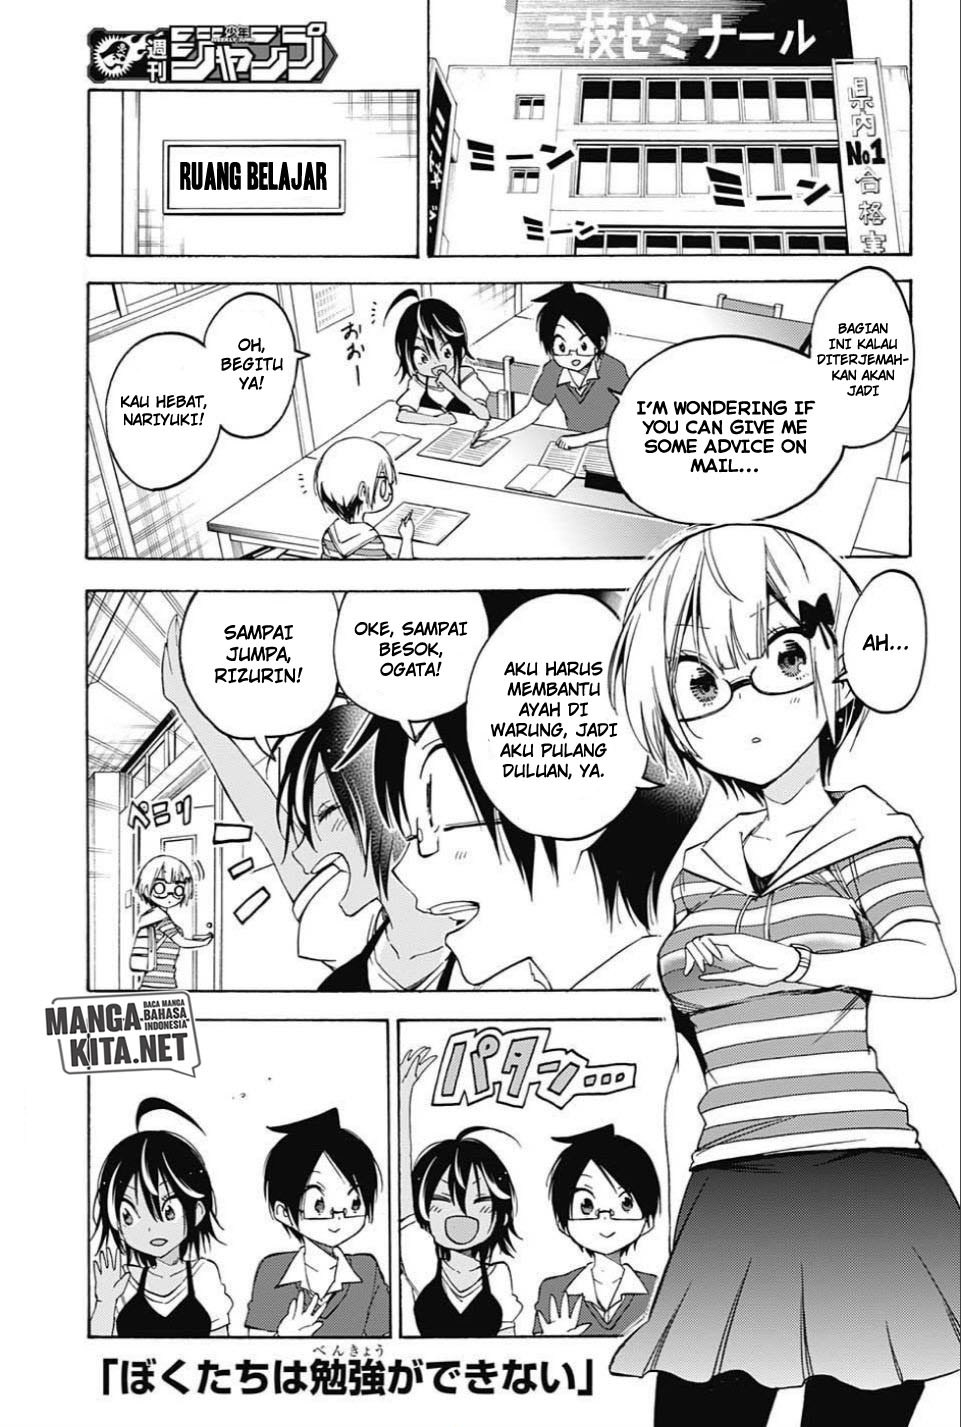 三枝ゼミナール
県内
No.1
合
格
実
ミーン
ミーン
ミーン
少年
週刊
ジャンプ
RUANG BELAJAR
BAGIAN
INI KALAU
DITERJEMAH-
KAN AKAN
JADI
I'M WONDERING IF
YOU CAN GIVE ME
SOME ADVICE ON
MAIL...
おおー
OH,
BEGITU
YA!
KAU HEBAT,
NARIYUKI!
AH...
AKU HARUS
MEMBANTU
AYAH DI
WARUNG, JADI
AKU PULANG
DULUAN, YA.
OKE, SAMPAI
BESOK,
OGATA!
SAMPAI
JUMPA,
RIZURIN!
ペこり
MANGA
KITA.NET
BACA MANGA
BAHASA
INDONESIA
パタン...
べんきょう
「ぼくたちは勉強ができない」